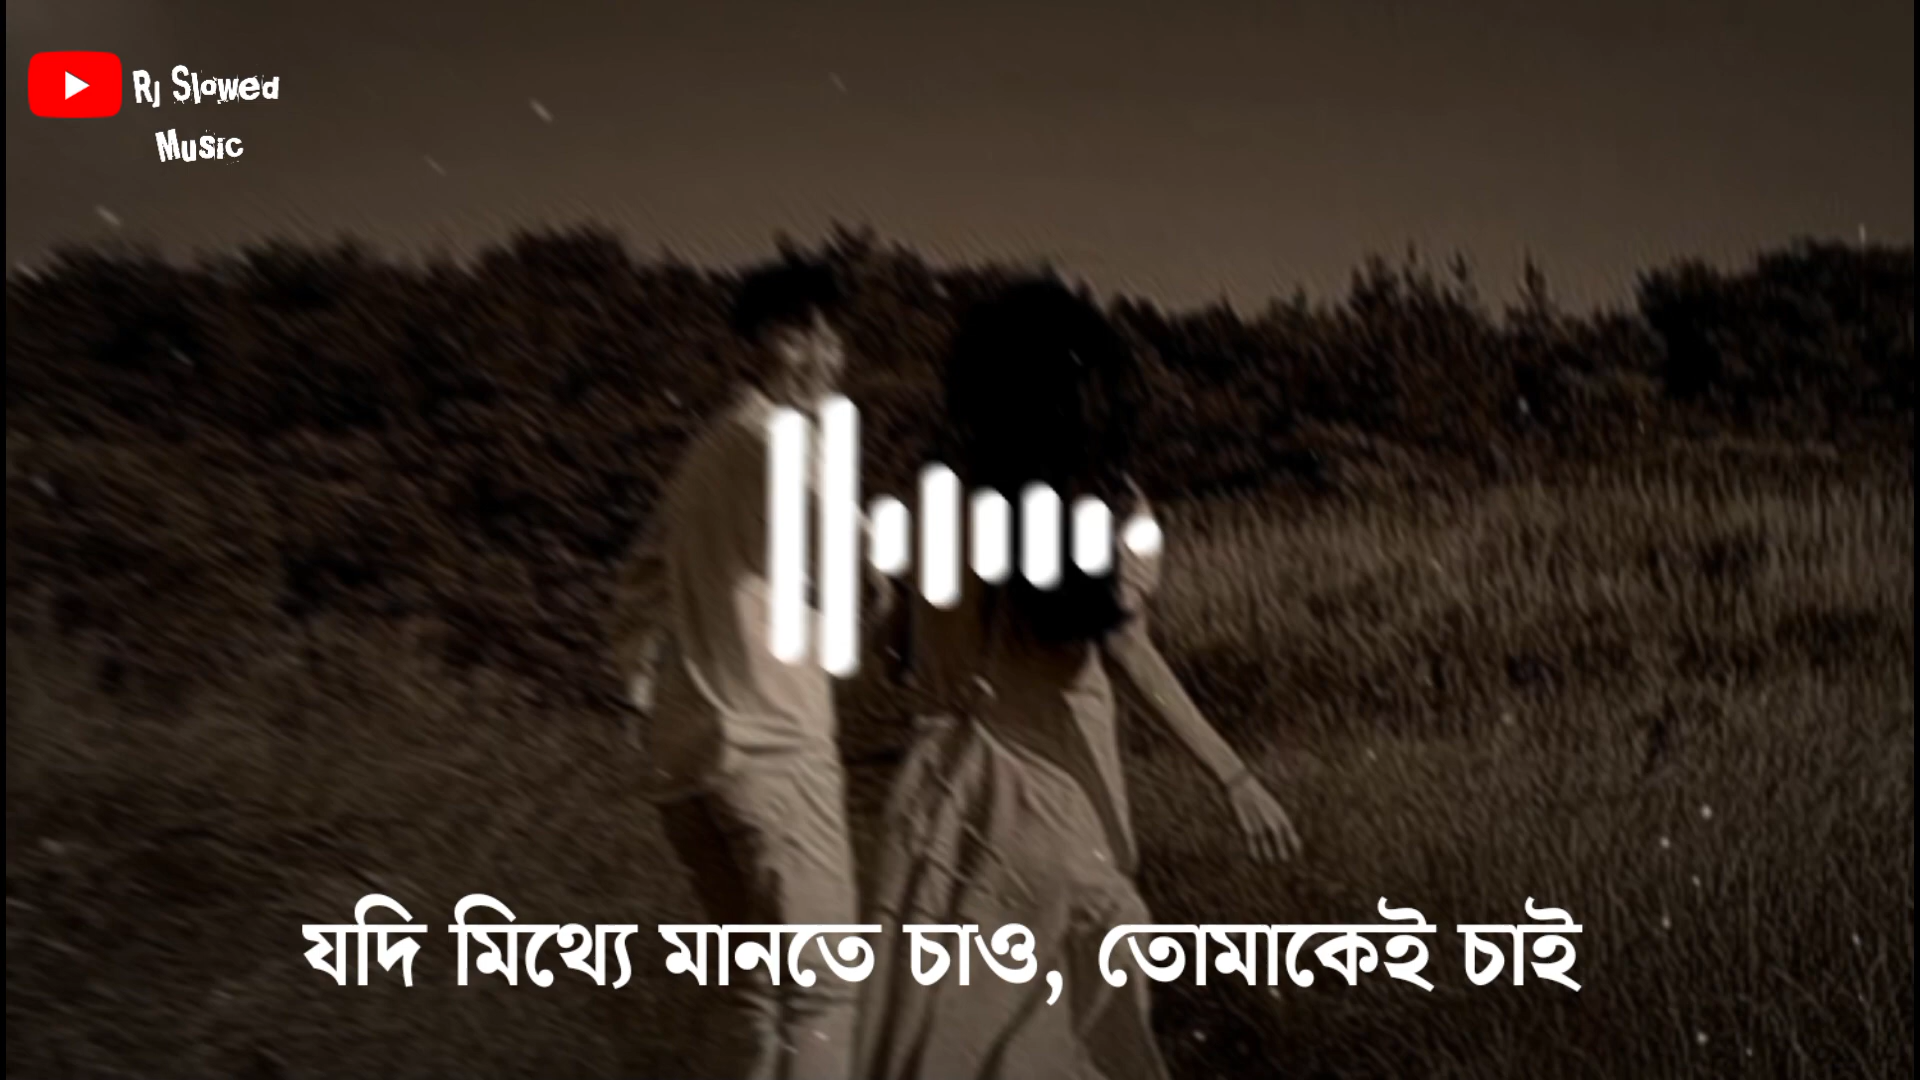 Rj Slowed
Music
যদি মিথ্যে মানতে চাও, তোমাকেই চাই